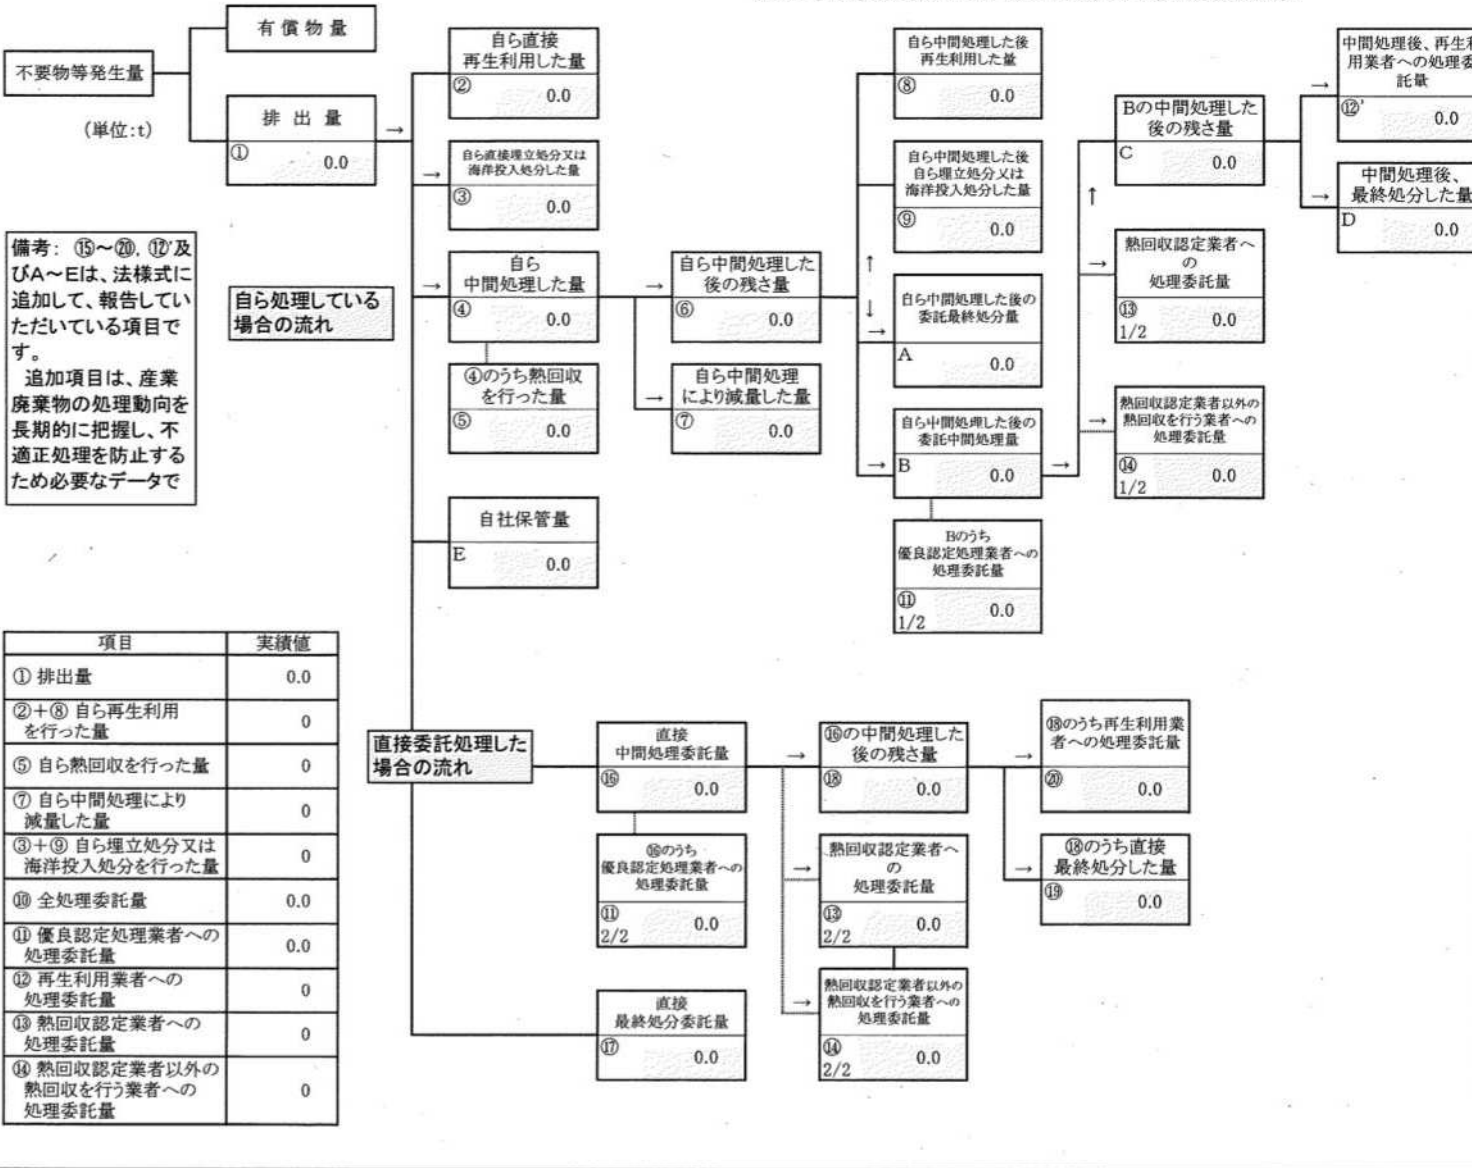 不要物等発生量
(単位:t)
有償物量
排出量
①
0.0
自ら直接
再生利用した量
②
0.0
自ら直接埋立処分又は
海洋投入処分した量
③
0.0
自ら
中間処理した量
④
0.0
④のうち熱回収
を行った量
⑤
0.0
自社保管量
E
0.0
自ら中間処理した
後の残さ量
⑥
0.0
自ら中間処理
により減量した量
⑦
0.0
自ら中間処理した後
再生利用した量
⑧
0.0
自ら中間処理した後
自ら埋立処分又は
海洋投入処分した量
⑨
0.0
自ら中間処理した後の
委託最終処分量
A
0.0
自ら中間処理した後の
委託中間処理量
B
0.0
Bのうち
優良認定処理業者への
処理委託量
⑪
1/2
0.0
Bの中間処理した
後の残さ量
C
0.0
熱回収認定業者へ
の
処理委託量
⑬
1/2
0.0
熱回収認定業者以外の
熱回収を行う業者への
処理委託量
⑭
1/2
0.0
中間処理後、再生利
用業者への処理委
託量
⑫'
0.0
中間処理後、
最終処分した量
D
0.0
備考: ⑮～⑳, ⑫'及
びA～Eは、法様式に
追加して、報告してい
ただいている項目で
す。
追加項目は、産業
廃棄物の処理動向を
長期的に把握し、不
適正処理を防止する
ため必要なデータで
自ら処理している
場合の流れ
項目 実績値
① 排出量 0.0
②＋⑧ 自ら再生利用
を行った量 0
⑤ 自ら熱回収を行った量 0
⑦ 自ら中間処理により
減量した量 0
③＋⑨ 自ら埋立処分又は
海洋投入処分を行った量 0
⑩ 全処理委託量 0.0
⑪ 優良認定処理業者への
処理委託量 0.0
⑫ 再生利用業者への
処理委託量 0
⑬ 熱回収認定業者への
処理委託量 0
⑭ 熱回収認定業者以外の
熱回収を行う業者への
処理委託量 0
直接委託処理した
場合の流れ
直接
中間処理委託量
⑯
0.0
⑯のうち
優良認定処理業者への
処理委託量
⑪
2/2
0.0
直接
最終処分委託量
⑰
0.0
⑯の中間処理した
後の残さ量
⑱
0.0
熱回収認定業者へ
の
処理委託量
⑬
2/2
0.0
熱回収認定業者以外の
熱回収を行う業者への
処理委託量
⑭
2/2
0.0
⑱のうち再生利用業
者への処理委託量
⑳
0.0
⑱のうち直接
最終処分した量
⑲
0.0